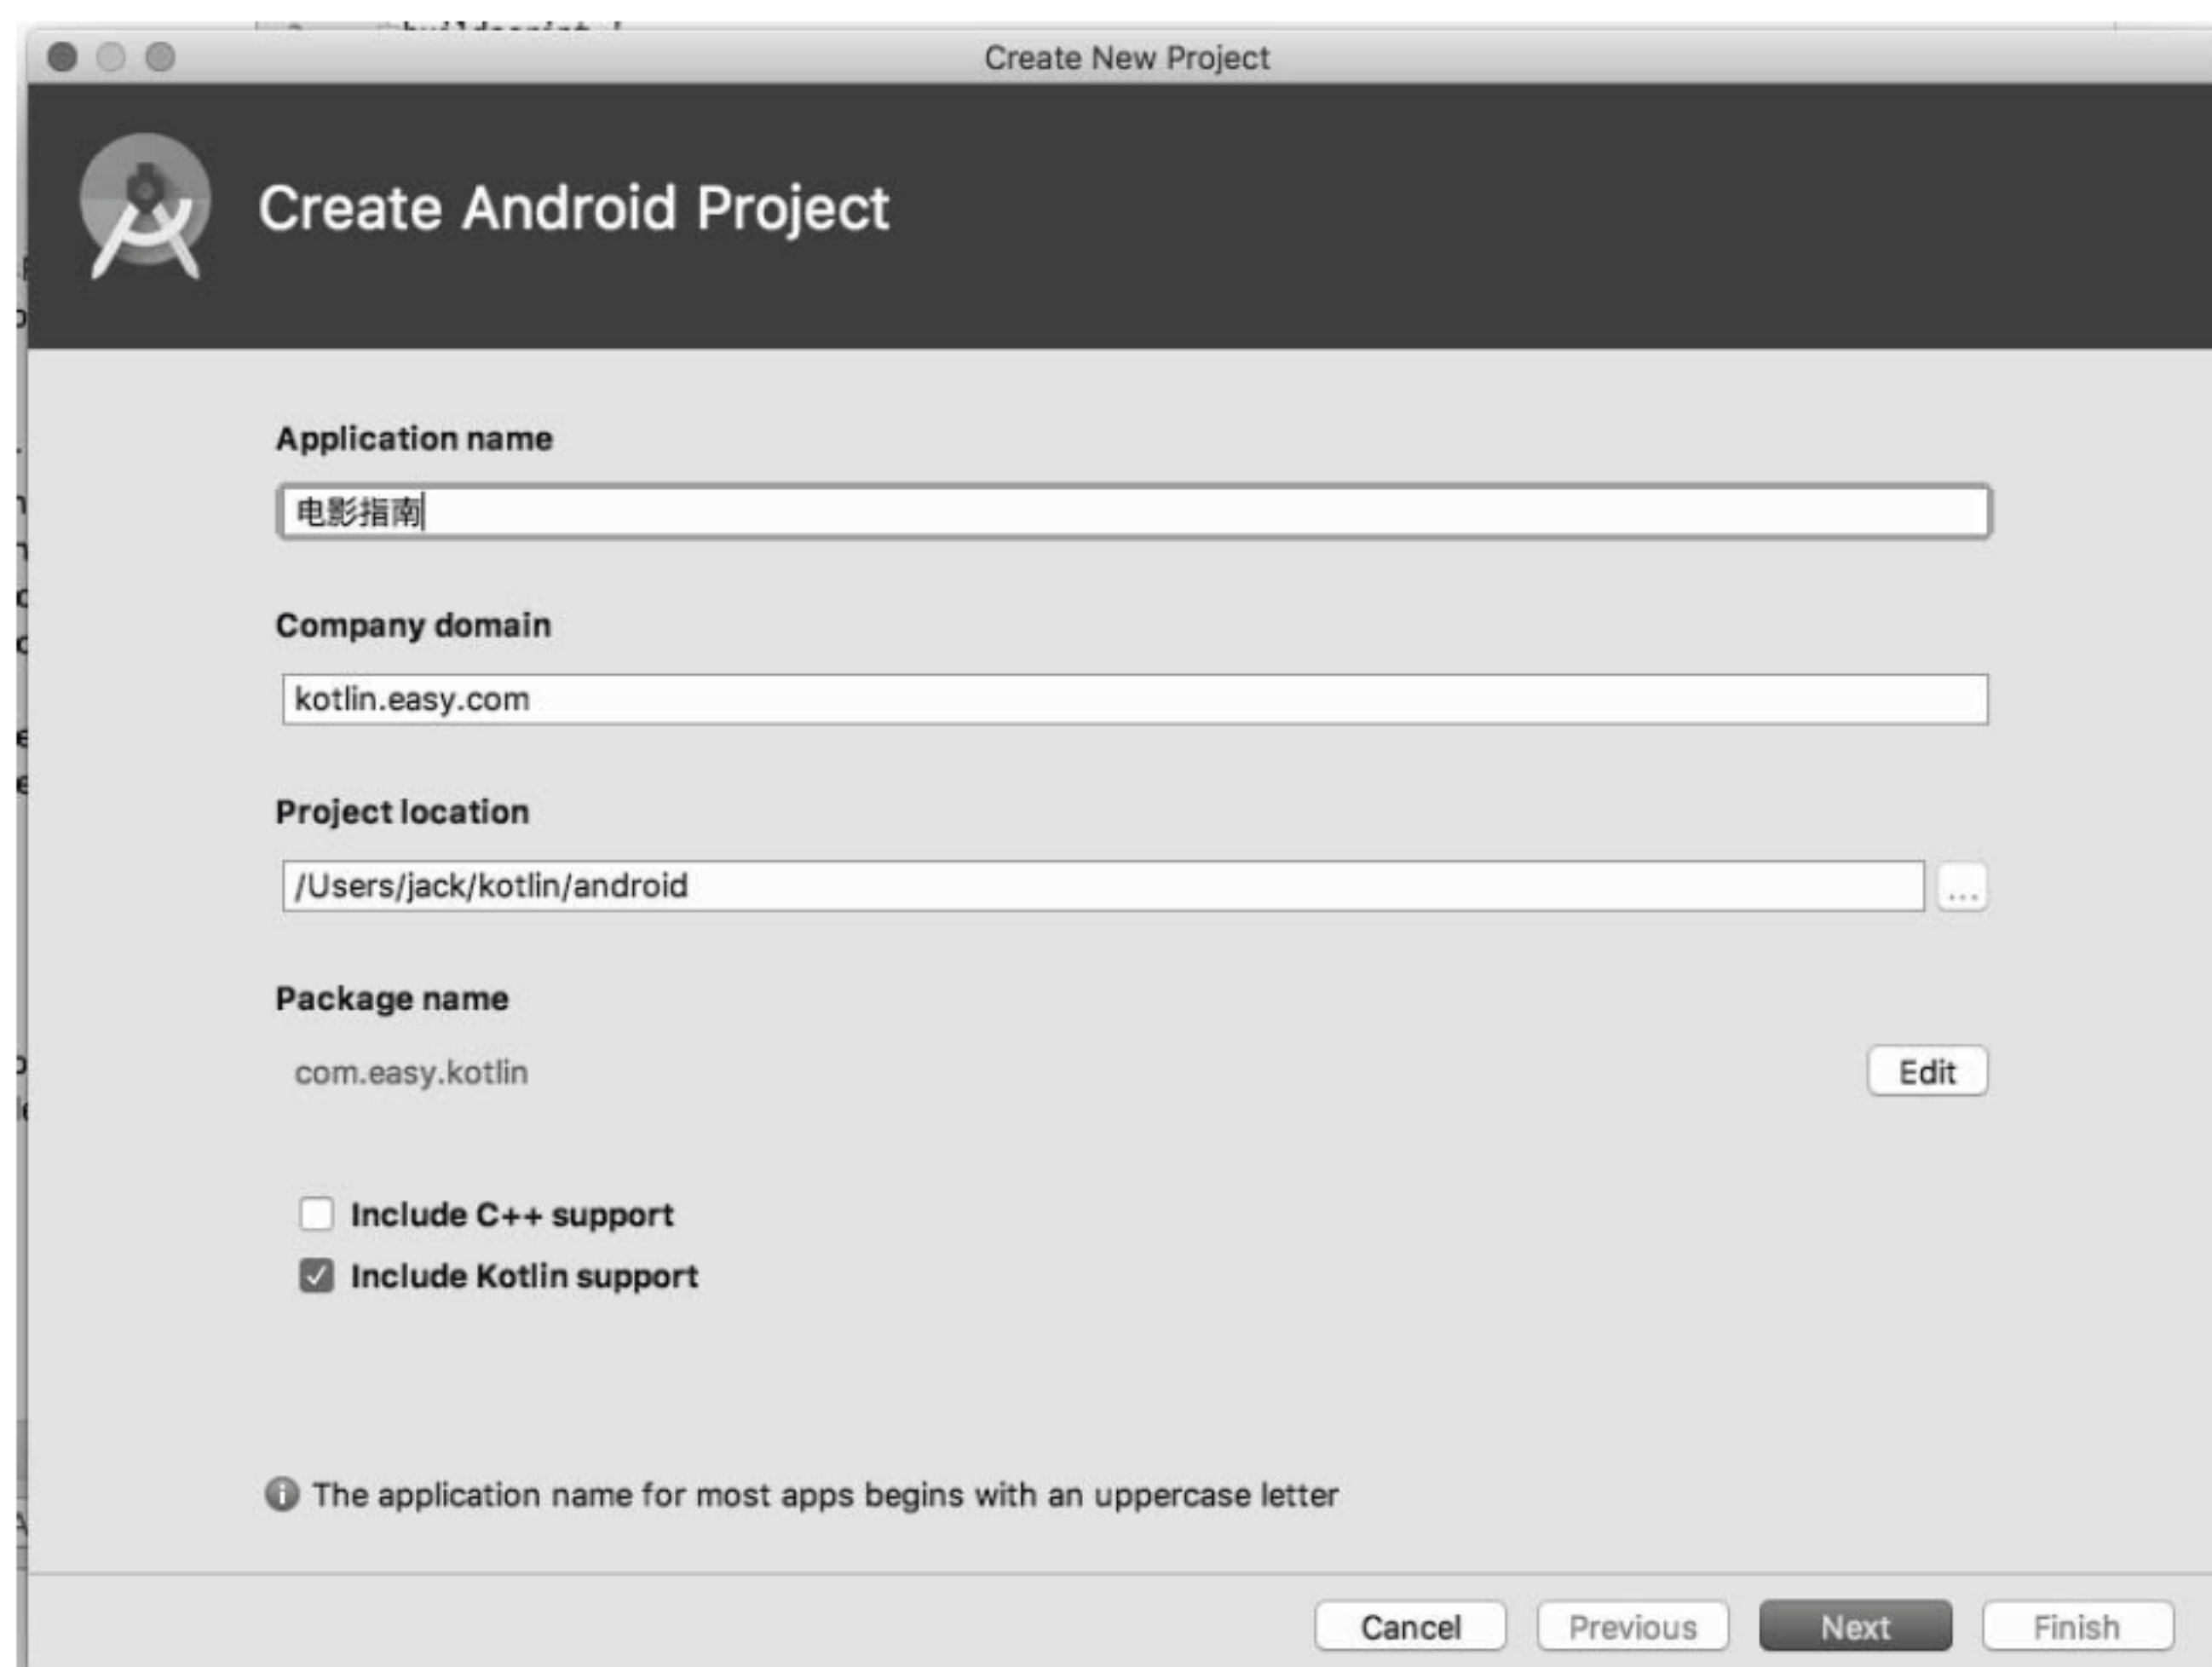 Create New Project
Create Android Project
Application name
电影指南
Company domain
kotlin.easy.com
Project location
/Users/jack/kotlin/android
...
Package name
com.easy.kotlin
Edit
Include C++ support
Include Kotlin support
The application name for most apps begins with an uppercase letter
Cancel Previous Next Finish